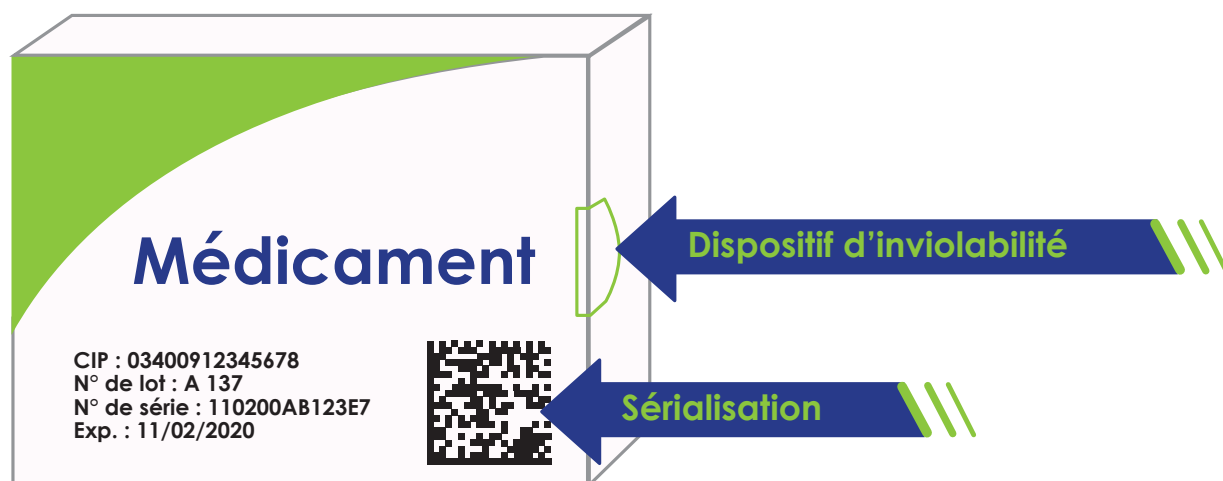 Médicament
Dispositif d’inviolabilité
CIP : 03400912345678
N° de lot : A 137
N° de série : 110200AB123E7
Exp. : 11/02/2020
Sérialisation